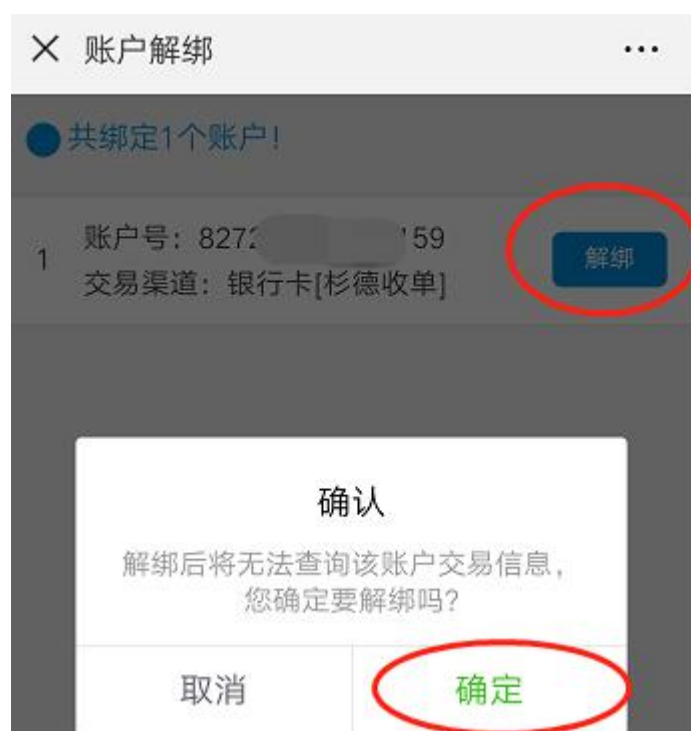 账户解绑
共绑定1个账户!
1
账户号: 8272 159
解绑
交易渠道: 银行卡[杉德收单]
确认
解绑后将无法查询该账户交易信息,
您确定要解绑吗?
取消
确定